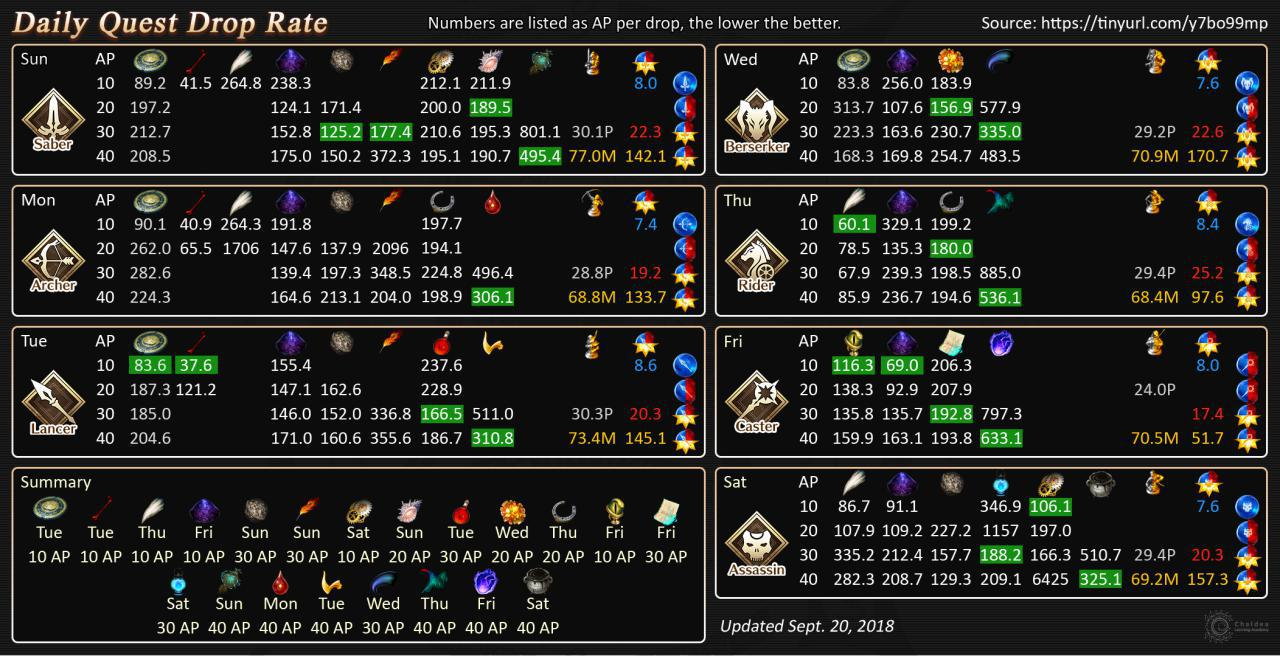 Daily Quest Drop Rate
Numbers are listed as AP per drop, the lower the better.
Source: https://tinyurl.com/y7bo99mp
Sun AP
10 89.2 41.5 264.8 238.3 212.1 211.9 8.0
20 197.2 124.1 171.4 200.0 189.5
30 212.7 152.8 125.2 177.4 210.6 195.3 801.1 30.1P 22.3
40 208.5 175.0 150.2 372.3 195.1 190.7 495.4 77.0M 142.1
Saber
Mon AP
10 90.1 40.9 264.3 191.8 197.7 7.4
20 262.0 65.5 1706 147.6 137.9 2096 194.1
30 282.6 139.4 197.3 348.5 224.8 496.4 28.8P 19.2
40 224.3 164.6 213.1 204.0 198.9 306.1 68.8M 133.7
Archer
Tue AP
10 83.6 37.6 155.4 237.6 8.6
20 187.3 121.2 147.1 162.6 228.9
30 185.0 146.0 152.0 336.8 166.5 511.0 30.3P 20.3
40 204.6 171.0 160.6 355.6 186.7 310.8 73.4M 145.1
Lancer
Wed AP
10 83.8 256.0 183.9 7.6
20 313.7 107.6 156.9 577.9
30 223.3 163.6 230.7 335.0 29.2P 22.6
40 168.3 169.8 254.7 483.5 70.9M 170.7
Berserker
Thu AP
10 60.1 329.1 199.2 8.4
20 78.5 135.3 180.0
30 67.9 239.3 198.5 885.0 29.4P 25.2
40 85.9 236.7 194.6 536.1 68.4M 97.6
Rider
Fri AP
10 116.3 69.0 206.3 8.0
20 138.3 92.9 207.9 24.0P
30 135.8 135.7 192.8 797.3 17.4
40 159.9 163.1 193.8 633.1 70.5M 51.7
Caster
Sat AP
10 86.7 91.1 346.9 106.1 7.6
20 107.9 109.2 227.2 1157 197.0
30 335.2 212.4 157.7 188.2 166.3 510.7 29.4P 20.3
40 282.3 208.7 129.3 209.1 6425 325.1 69.2M 157.3
Assassin
Summary
Tue Tue Thu Fri Sun Sun Sat Sun Tue Wed Thu Fri Fri
10 AP 10 AP 10 AP 10 AP 30 AP 30 AP 10 AP 20 AP 30 AP 20 AP 20 AP 10 AP 30 AP
Sat Sun Mon Tue Wed Thu Fri Sat
30 AP 40 AP 40 AP 40 AP 30 AP 40 AP 40 AP 40 AP
Updated Sept. 20, 2018
Chaldea